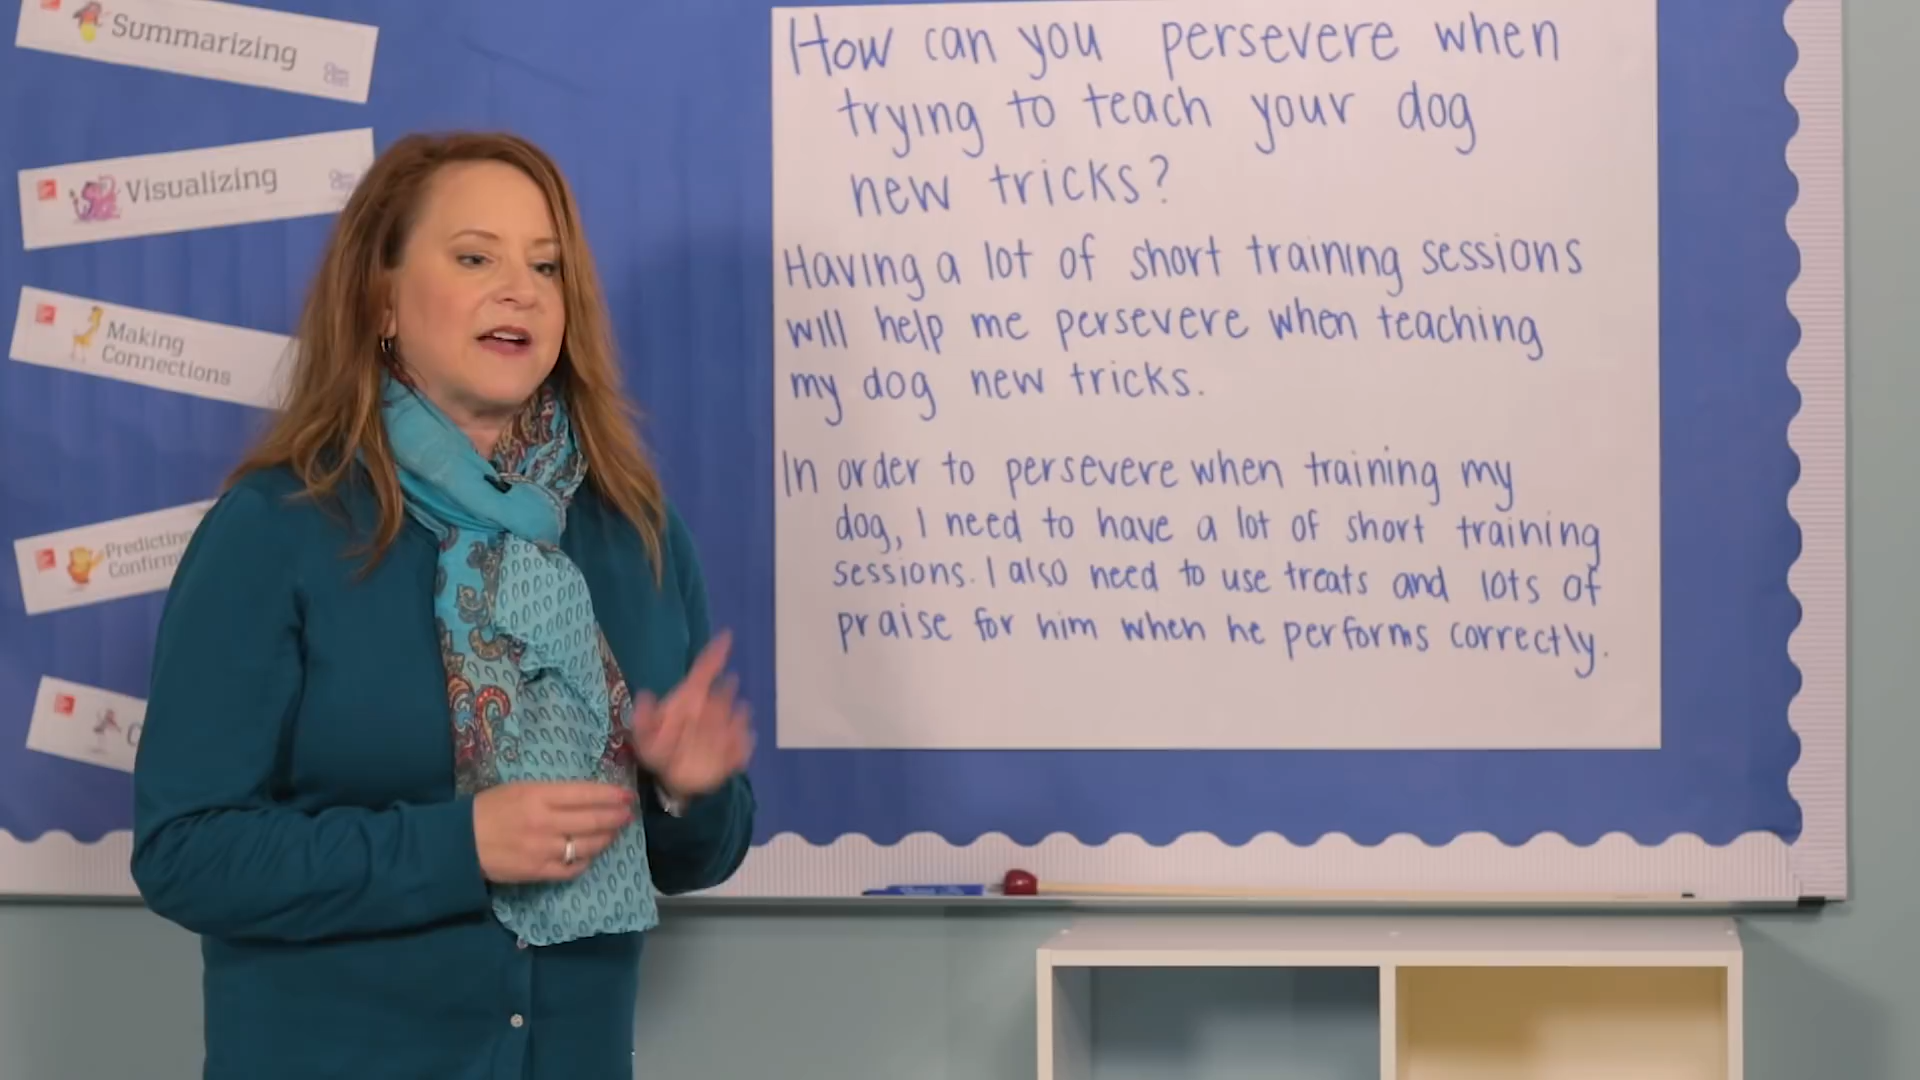 Summarizing
Visualizing
Making
Connections
Predicting
Confirmi
C
How can you persevere when
trying to teach your dog
new tricks?
Having a lot of short training sessions
will help me persevere when teaching
my dog new tricks.
In order to persevere when training my
dog, I need to have a lot of short training
sessions. I also need to use treats and lots of
praise for him when he performs correctly.